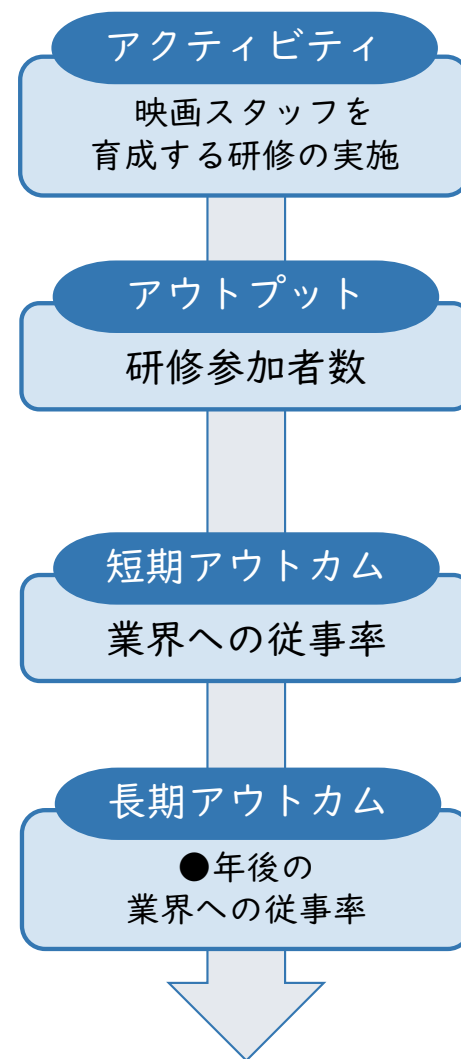 アクティビティ
映画スタッフを
育成する研修の実施
アウトプット
研修参加者数
短期アウトカム
業界への従事率
長期アウトカム
●年後の
業界への従事率